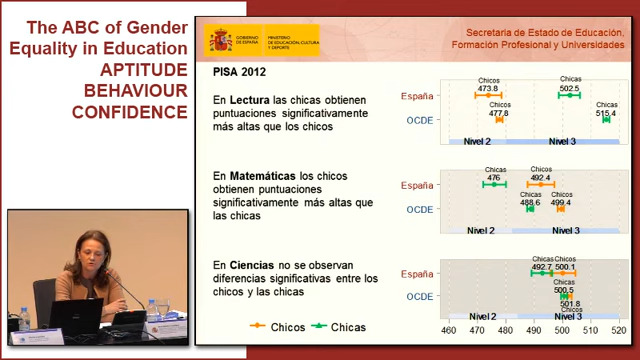 The ABC of Gender
Equality in Education
APTITUDE
BEHAVIOUR
CONFIDENCE
GOBIERNO
DE ESPAÑA
MINISTERIO
DE EDUCACIÓN, CULTURA
Y DEPORTE
Secretaria de Estado de Educación,
Formación Profesional y Universidades
PISA 2012
En Lectura las chicas obtienen
puntuaciones significativamente
más altas que los chicos
Chicos
473.8
Chicas
502.5
España
Chicos
477.8
Chicas
515.4
OCDE
Nivel 2
Nivel 3
En Matemáticas los chicos
obtienen puntuaciones
significativamente más altas que
las chicas
Chicas
476
Chicos
492.4
España
Chicas
488.6
Chicos
499.4
OCDE
Nivel 2
Nivel 3
En Ciencias no se observan
diferencias significativas entre los
chicos y las chicas
Chicas
492.7
Chicos
500.1
España
Chicas
500.5
OCDE
501.8
Chicos
Nivel 2
Nivel 3
Chicos
Chicas
460
470
480
490
500
510
520